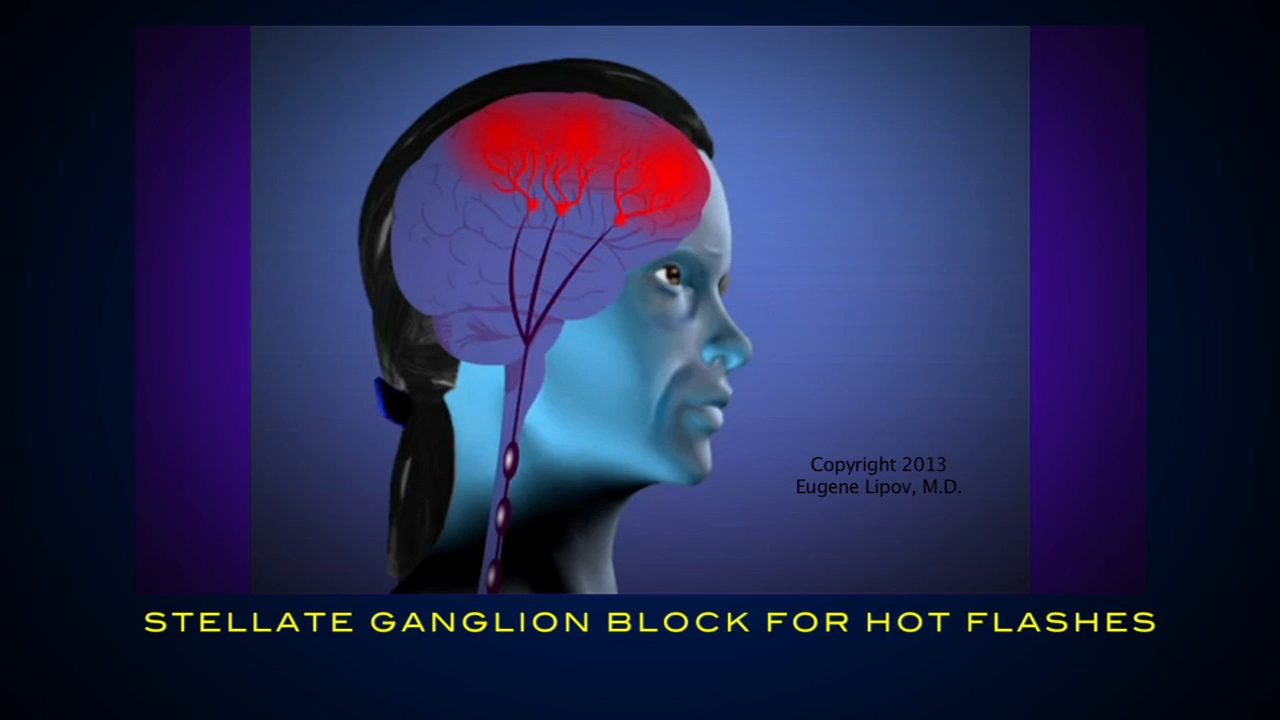 Copyright 2013
Eugene Lipov, M.D.
STELLATE GANGLION BLOCK FOR HOT FLASHES